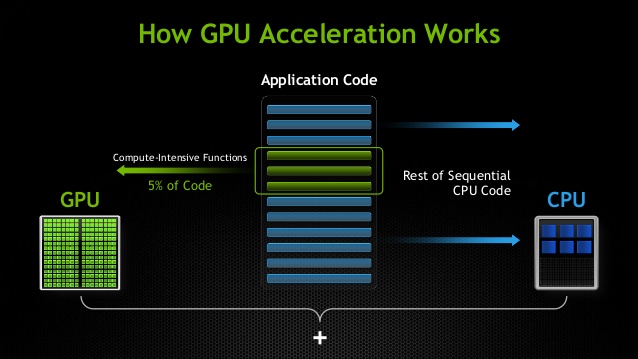 How GPU Acceleration Works
Application Code
Compute-Intensive Functions
5% of Code
Rest of Sequential
CPU Code
GPU
CPU
+